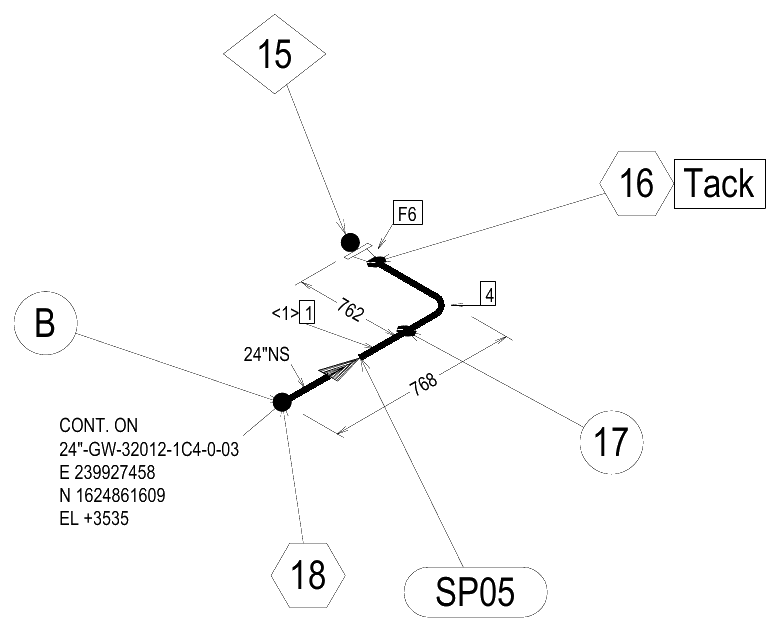 15
16 Tack
F6
4
762
<1> 1
B
24"NS
768
17
CONT. ON
24"-GW-32012-1C4-0-03
E 239927458
N 1624861609
EL +3535
18
SP05